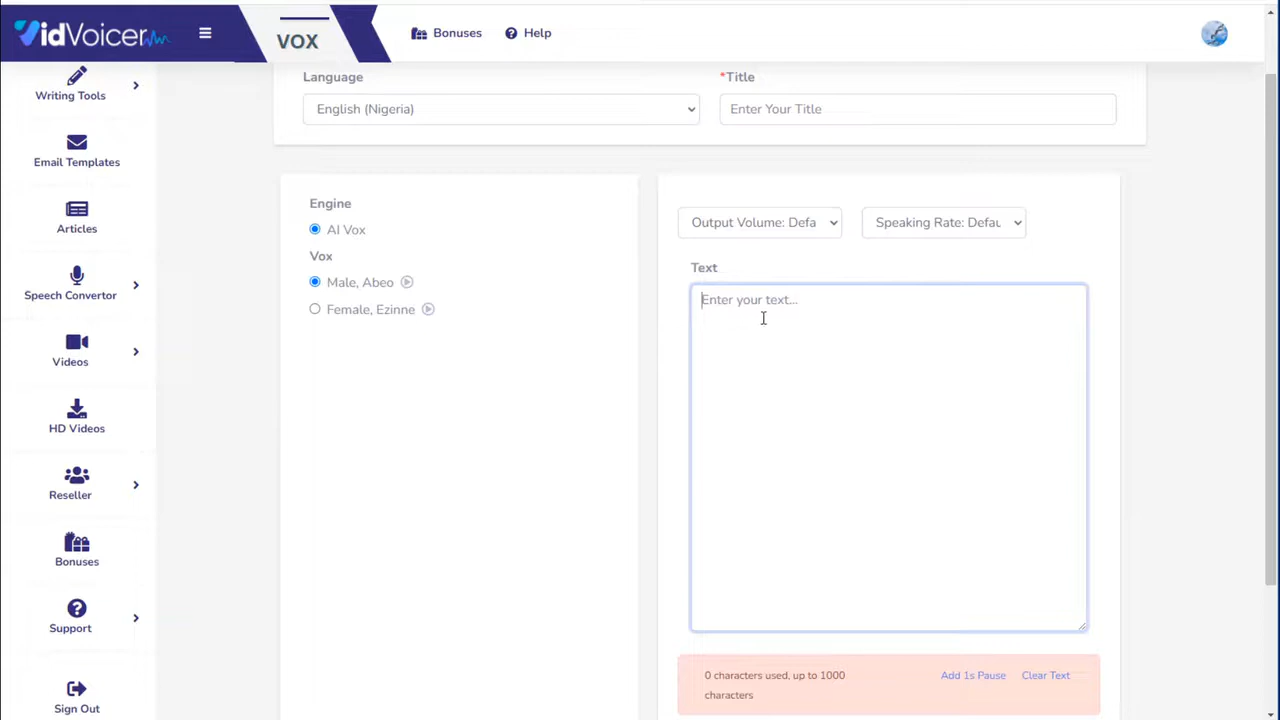 VidVoicer
VOX
Bonuses
Help
Writing Tools
Email Templates
Articles
Speech Convertor
Videos
HD Videos
Reseller
Bonuses
Support
Sign Out
Language
English (Nigeria)
*Title
Enter Your Title
Engine
AI Vox
Vox
Male, Abeo
Female, Ezinne
Output Volume: Defa
Speaking Rate: Defau
Text
Enter your text...
0 characters used, up to 1000
characters
Add 1s Pause
Clear Text